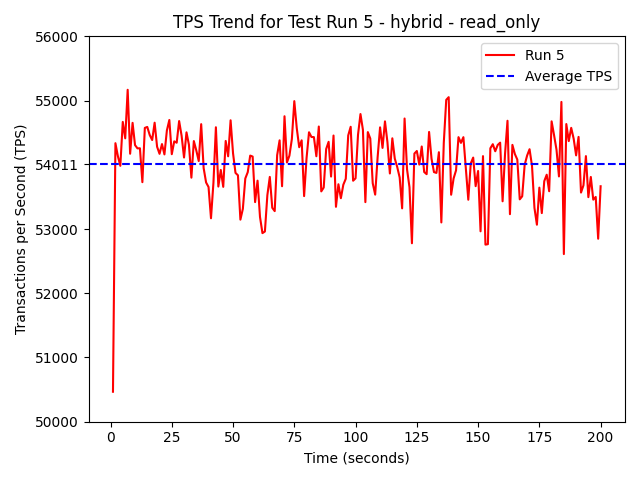 TPS Trend for Test Run 5 - hybrid - read_only
Run 5
Average TPS
Transactions per Second (TPS)
56000
55000
54011
53000
52000
51000
50000
0 25 50 75 100 125 150 175 200
Time (seconds)